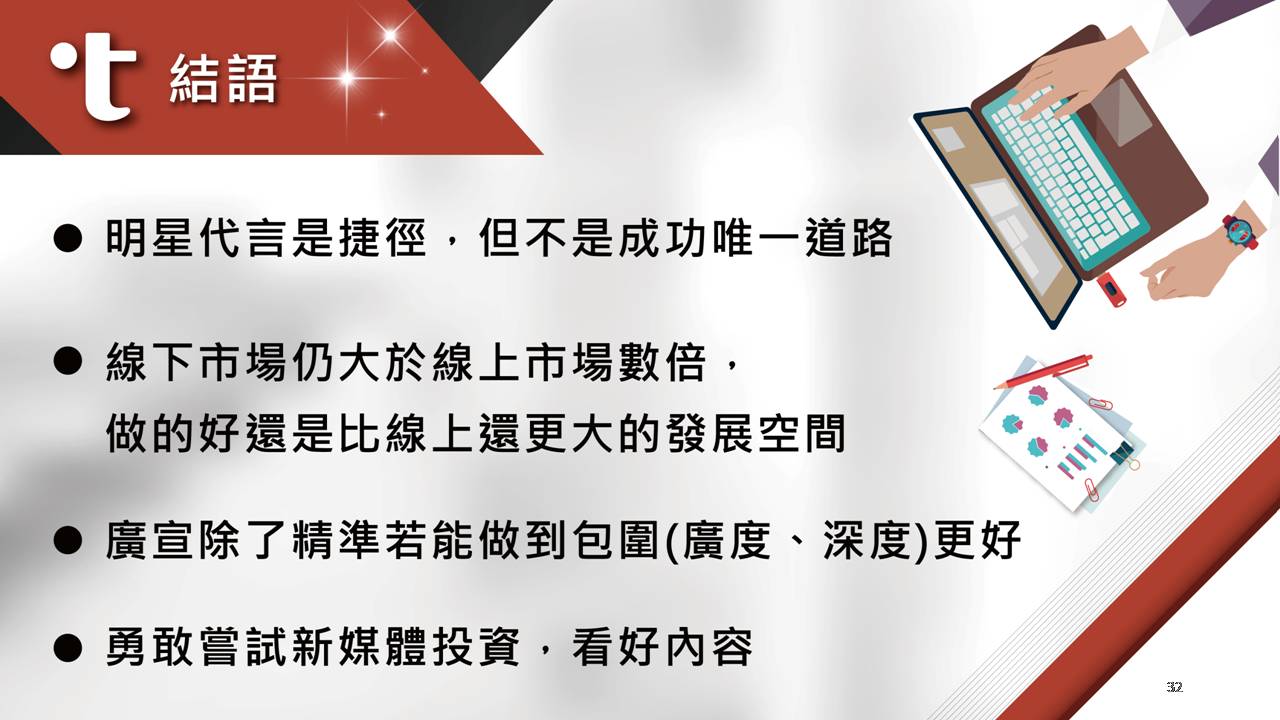 t 結語
● 明星代言是捷徑，但不是成功唯一道路
● 線下市場仍大於線上市場數倍，
做的好還是比線上還更大的發展空間
● 廣宣除了精準若能做到包圍(廣度、深度)更好
● 勇敢嘗試新媒體投資，看好內容
32